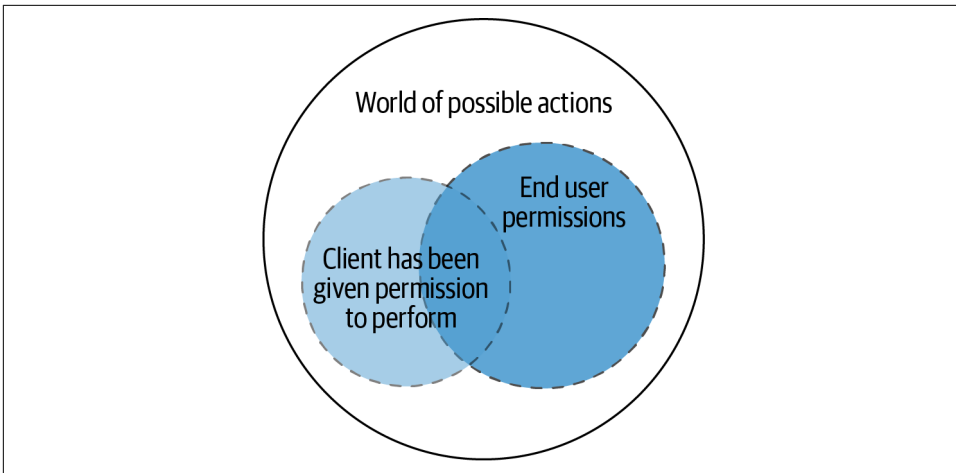 World of possible actions
End user
permissions
Client has been
given permission
to perform